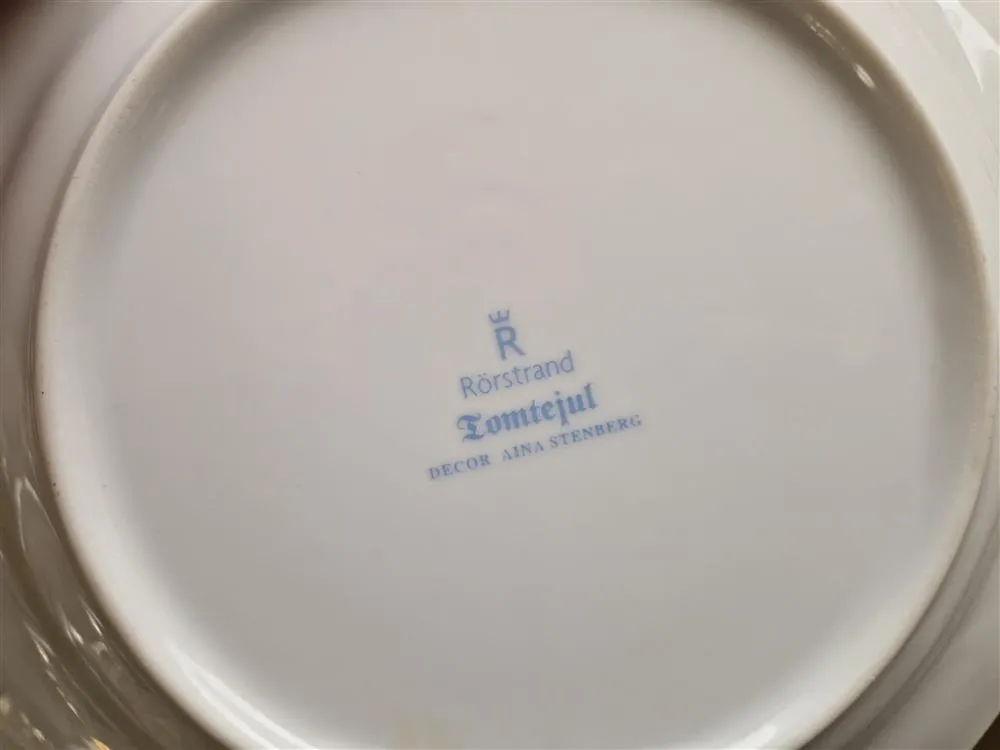 R
Rörstrand
Tomtejul
DECOR AINA STENBERG